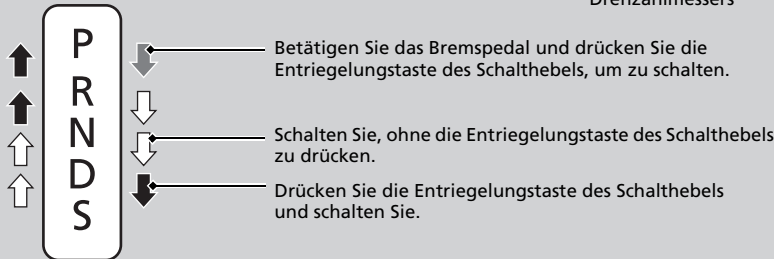 Drehzahlmessers
P
R
N
D
S
Betätigen Sie das Bremspedal und drücken Sie die
Entriegelungstaste des Schalthebels, um zu schalten.
Schalten Sie, ohne die Entriegelungstaste des Schalthebels
zu drücken.
Drücken Sie die Entriegelungstaste des Schalthebels
und schalten Sie.